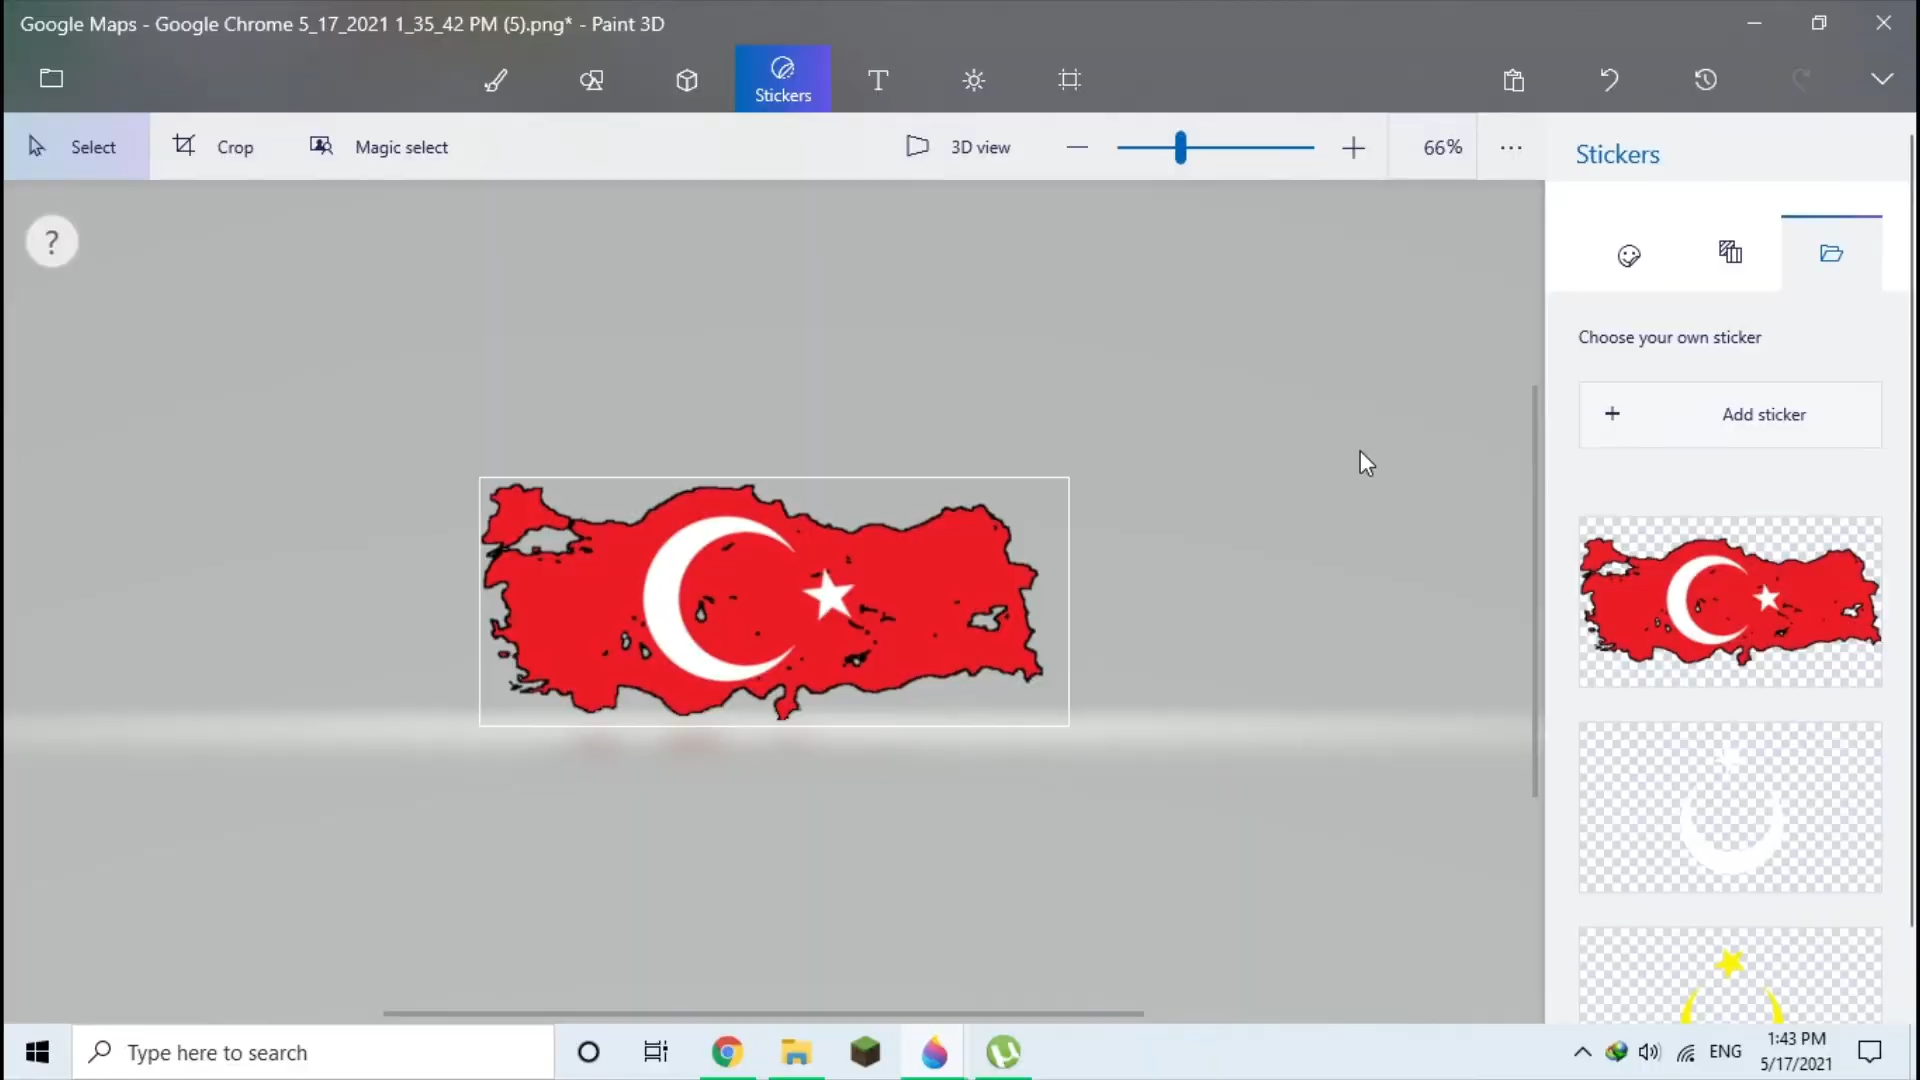 Google Maps - Google Chrome 5_17_2021 1_35_42 PM (5).png* - Paint 3D
Stickers
Select
Crop
Magic select
3D view
66%
Stickers
?
Choose your own sticker
+ Add sticker
Type here to search
ENG
1:43 PM
5/17/2021